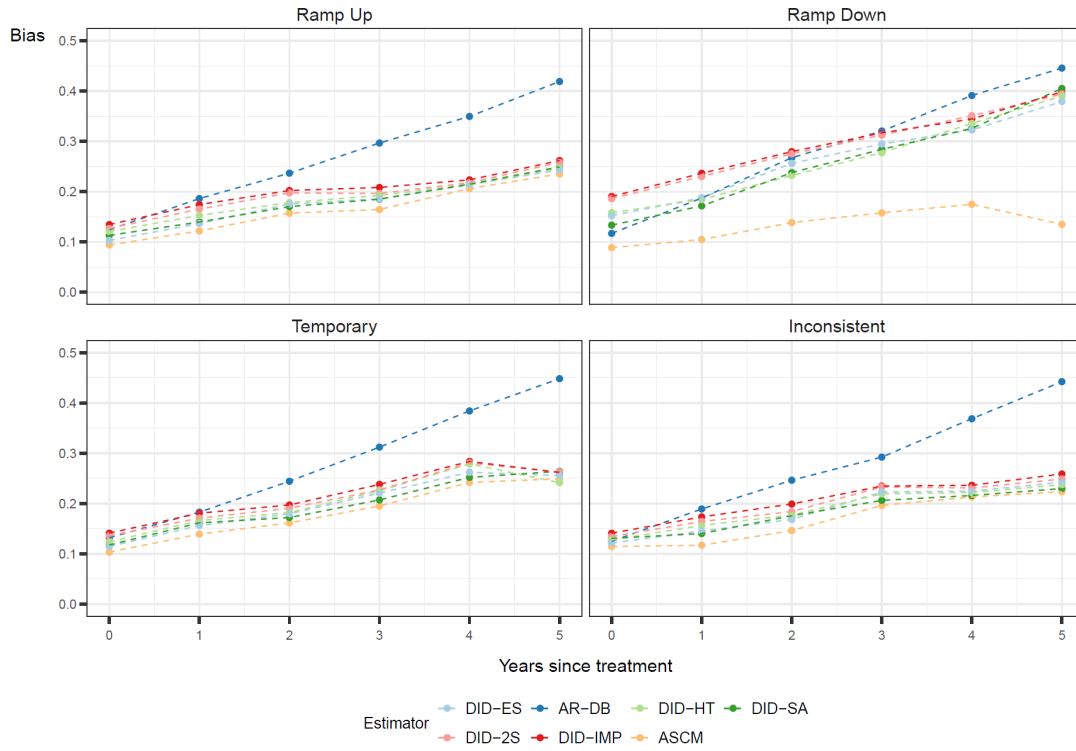 Ramp Up Ramp Down
Bias
0.5
0.4
0.3
0.2
0.1
0.0
Temporary Inconsistent
0.5
0.4
0.3
0.2
0.1
0.0
0 1 2 3 4 5 0 1 2 3 4 5
Years since treatment
Estimator
DID−ES AR−DB DID−HT DID−SA
DID−2S DID−IMP ASCM